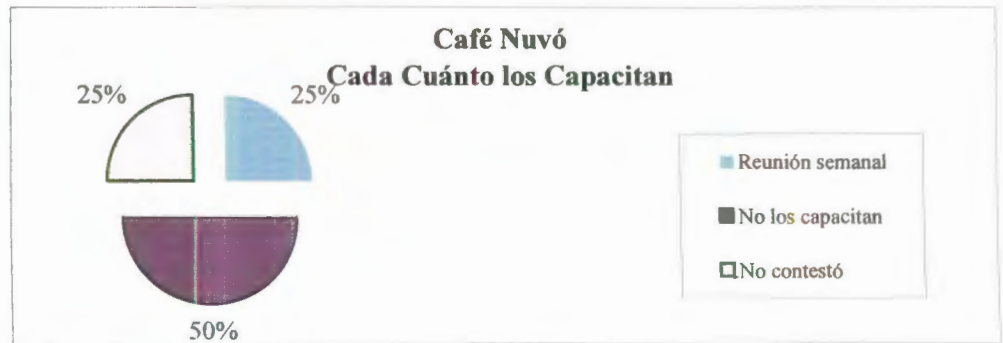 Café Nuvó
Cada Cuánto los Capacitan
25%
25%
Reunión semanal
No los capacitan
No contestó
50%